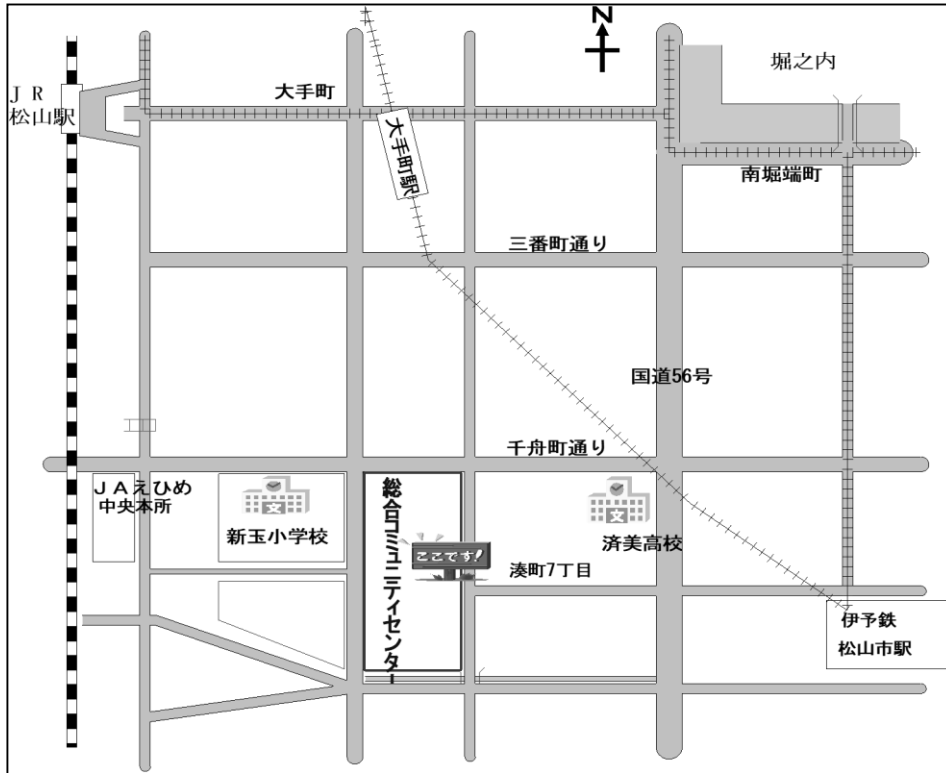 N
堀之内
大手町
JR
松山駅
大手町駅
南堀端町
三番町通り
国道56号
千舟町通り
JAえひめ
中央本所
文
新玉小学校
総合コミュニティセンター
ここです!
文
済美高校
湊町7丁目
伊予鉄
松山市駅